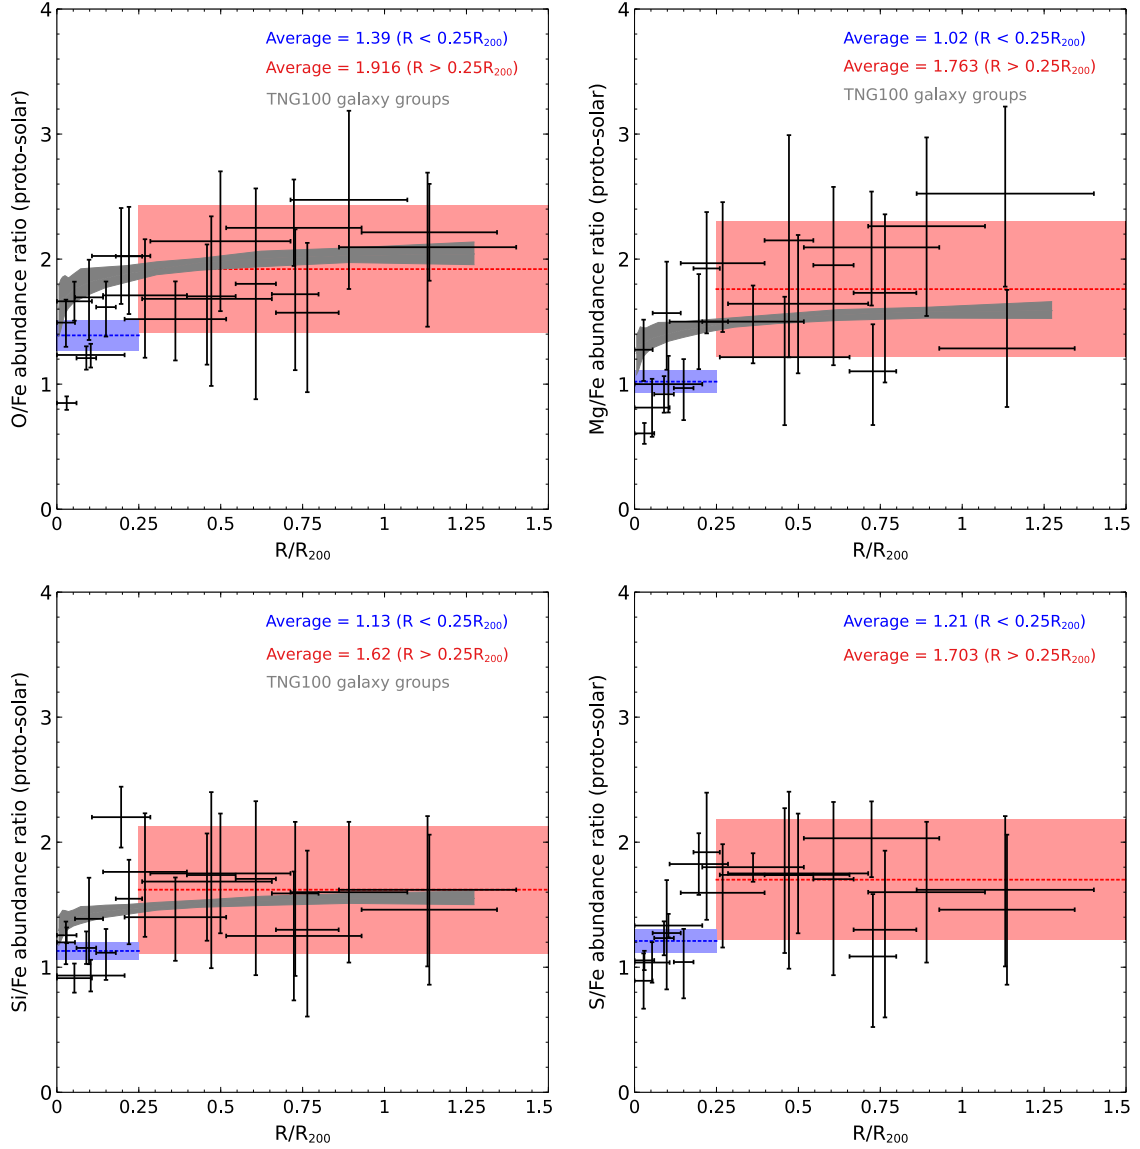 Average = 1.39 (R < 0.25R200)
Average = 1.916 (R > 0.25R200)
TNG100 galaxy groups
O/Fe abundance ratio (proto-solar)
4
3
2
1
0
0 0.25 0.5 0.75 1 1.25 1.5
R/R200
Average = 1.02 (R < 0.25R200)
Average = 1.763 (R > 0.25R200)
TNG100 galaxy groups
Mg/Fe abundance ratio (proto-solar)
4
3
2
1
0
0 0.25 0.5 0.75 1 1.25 1.5
R/R200
Average = 1.13 (R < 0.25R200)
Average = 1.62 (R > 0.25R200)
TNG100 galaxy groups
Si/Fe abundance ratio (proto-solar)
4
3
2
1
0
0 0.25 0.5 0.75 1 1.25 1.5
R/R200
Average = 1.21 (R < 0.25R200)
Average = 1.703 (R > 0.25R200)
S/Fe abundance ratio (proto-solar)
4
3
2
1
0
0 0.25 0.5 0.75 1 1.25 1.5
R/R200